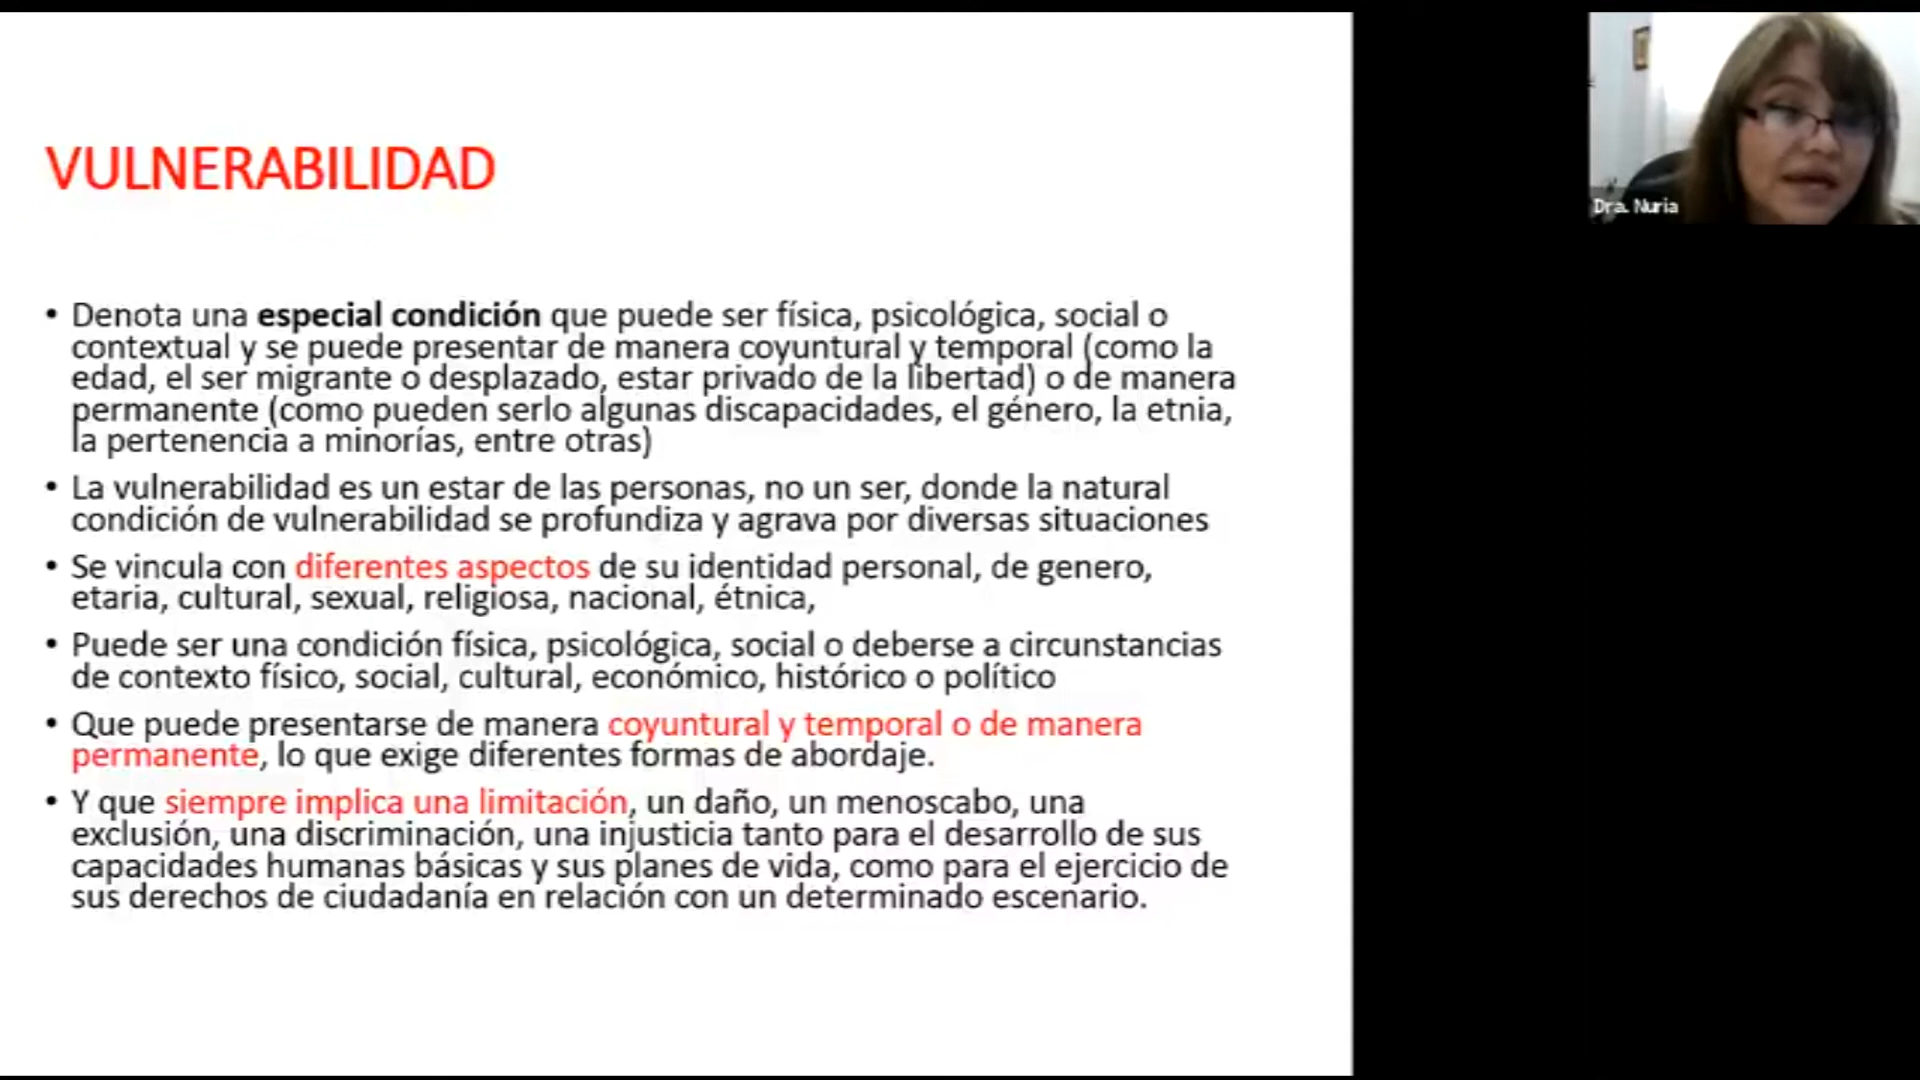 VULNERABILIDAD
• Denota una especial condición que puede ser física, psicológica, social o
contextual y se puede presentar de manera coyuntural y temporal (como la
edad, el ser migrante o desplazado, estar privado de la libertad) o de manera
permanente (como pueden serlo algunas discapacidades, el género, la etnia,
la pertenencia a minorías, entre otras)
• La vulnerabilidad es un estar de las personas, no un ser, donde la natural
condición de vulnerabilidad se profundiza y agrava por diversas situaciones
• Se vincula con diferentes aspectos de su identidad personal, de genero,
etaria, cultural, sexual, religiosa, nacional, étnica,
• Puede ser una condición física, psicológica, social o deberse a circunstancias
de contexto físico, social, cultural, económico, histórico o político
• Que puede presentarse de manera coyuntural y temporal o de manera
permanente, lo que exige diferentes formas de abordaje.
• Y que siempre implica una limitación, un daño, un menoscabo, una
exclusión, una discriminación, una injusticia tanto para el desarrollo de sus
capacidades humanas básicas y sus planes de vida, como para el ejercicio de
sus derechos de ciudadanía en relación con un determinado escenario.
Dra. Nuria